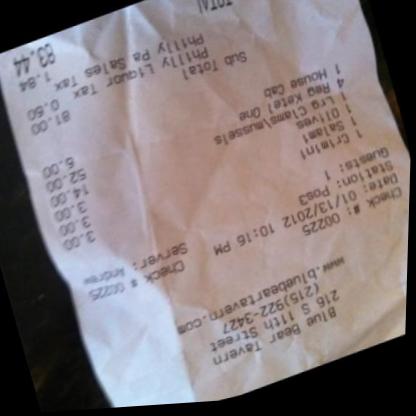 Blue Bear Tavern
216 S 11th Street
(215)922-3427
www.bluebeartavern.com
Check # 00225 Server: Andrew
Check #: 00225
Date: 01/13/2012 10:16 PM
Station: Pos3
Guests: 1
1 Crimini 3.00
1 Salami 3.00
1 Olives 3.00
1 Lrg Clams\mussels 14.00
4 Reg Ketel One 52.00
1 House Cab 6.00
Sub Total 81.00
Philly Liquor Tax 0.60
Philly Pa Sales Tax 1.84
TOTAL 83.44